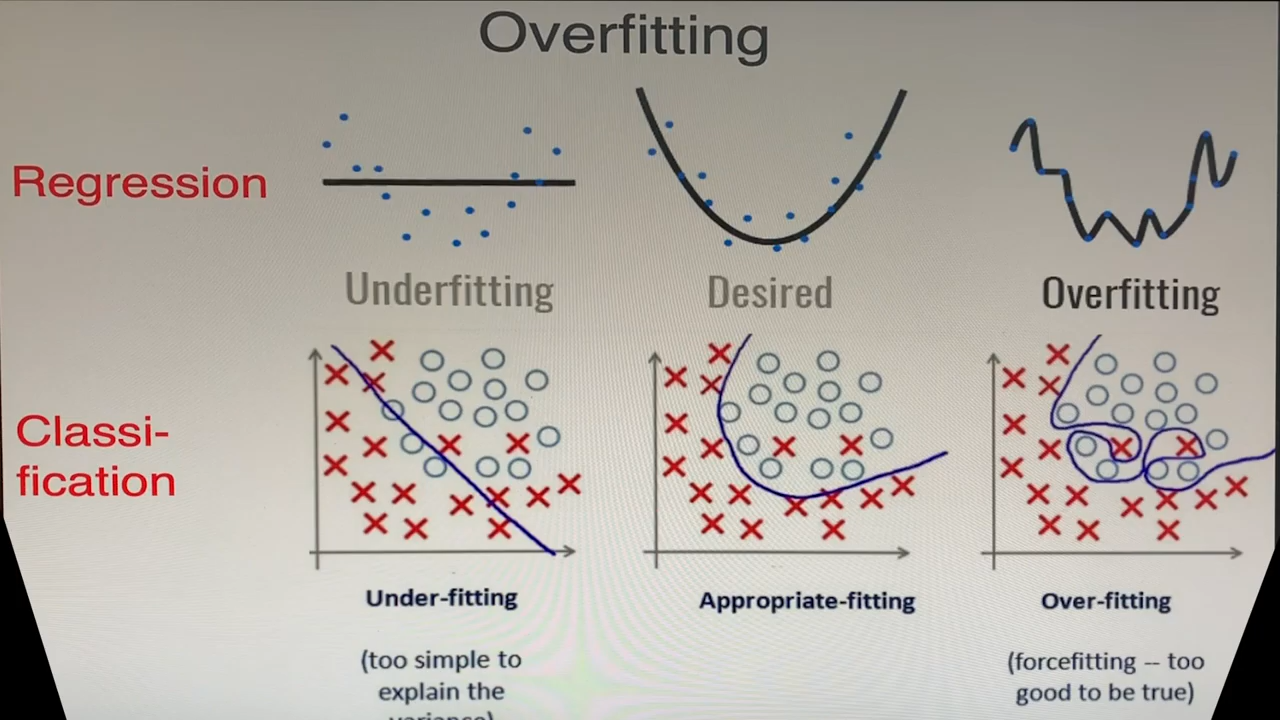 Overfitting
Regression
Underfitting
Desired
Overfitting
Classi-
fication
Under-fitting
Appropriate-fitting
Over-fitting
(too simple to
explain the
variance)
(forcefitting -- too
good to be true)